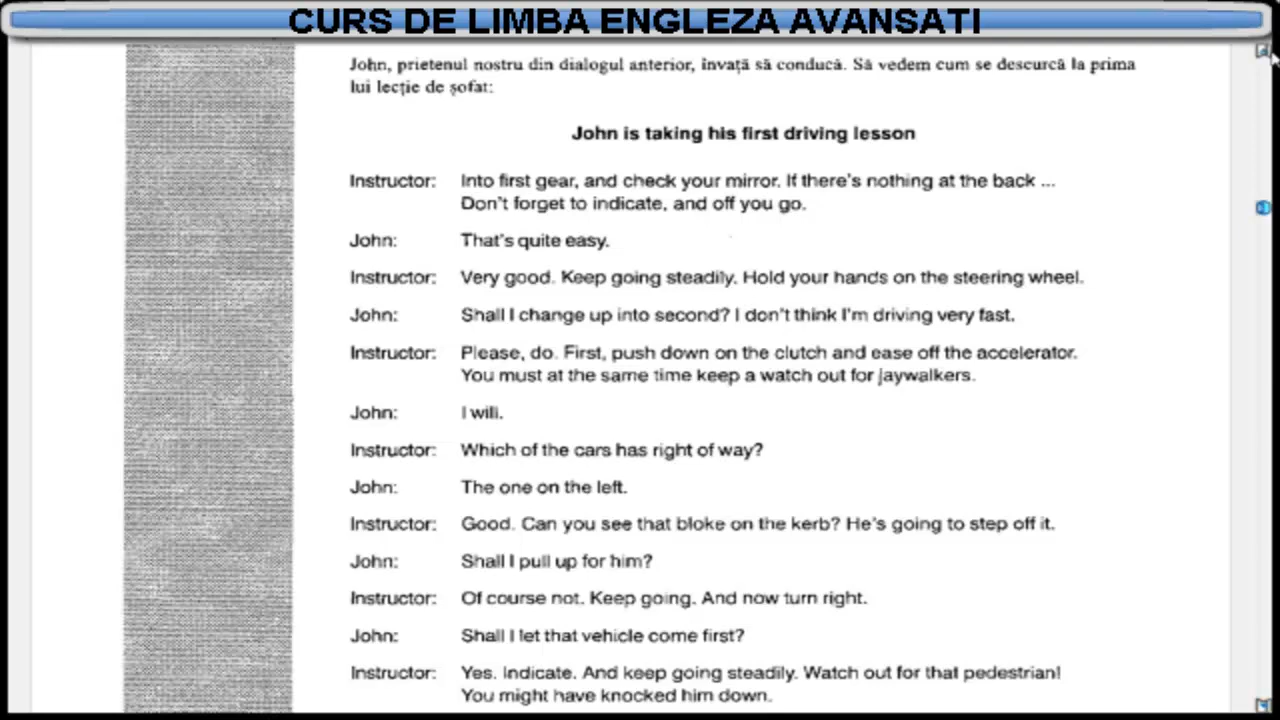 CURS DE LIMBA ENGLEZA AVANSATI
John, prietenul nostru din dialogul anterior, învață să conducă. Să vedem cum se descurcă la prima
lui lecție de șofat:
John is taking his first driving lesson
Instructor: Into first gear, and check your mirror. If there's nothing at the back ...
Don't forget to indicate, and off you go.
John: That's quite easy.
Instructor: Very good. Keep going steadily. Hold your hands on the steering wheel.
John: Shall I change up into second? I don't think I'm driving very fast.
Instructor: Please, do. First, push down on the clutch and ease off the accelerator.
You must at the same time keep a watch out for jaywalkers.
John: I will.
Instructor: Which of the cars has right of way?
John: The one on the left.
Instructor: Good. Can you see that bloke on the kerb? He's going to step off it.
John: Shall I pull up for him?
Instructor: Of course not. Keep going. And now turn right.
John: Shall I let that vehicle come first?
Instructor: Yes. Indicate. And keep going steadily. Watch out for that pedestrian!
You might have knocked him down.